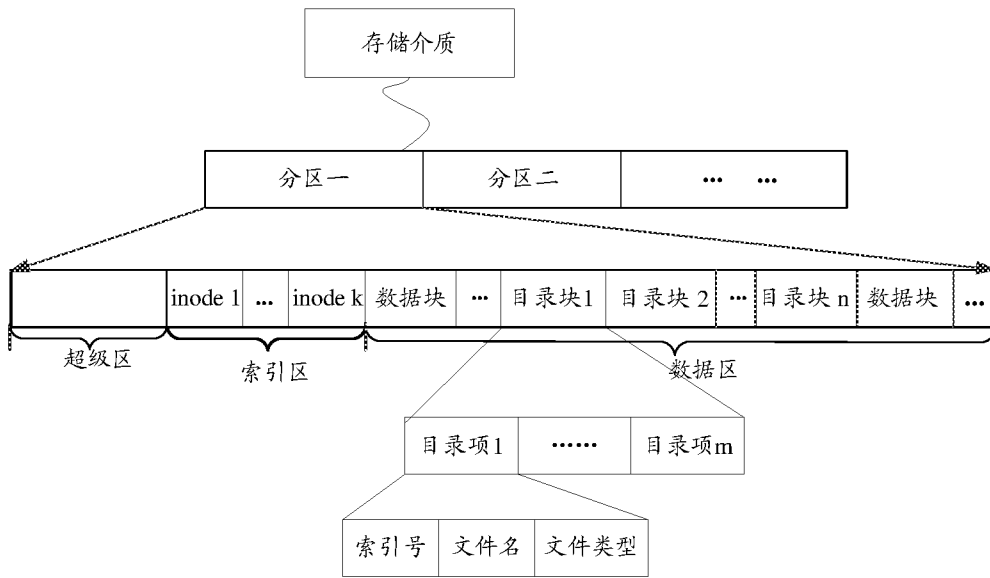 存储介质
分区一 分区二 … …
inode 1 … inode k 数据块 … 目录块1 目录块 2 … 目录块 n 数据块 …
超级区 索引区 数据区
目录项1 …… 目录项m
索引号 文件名 文件类型